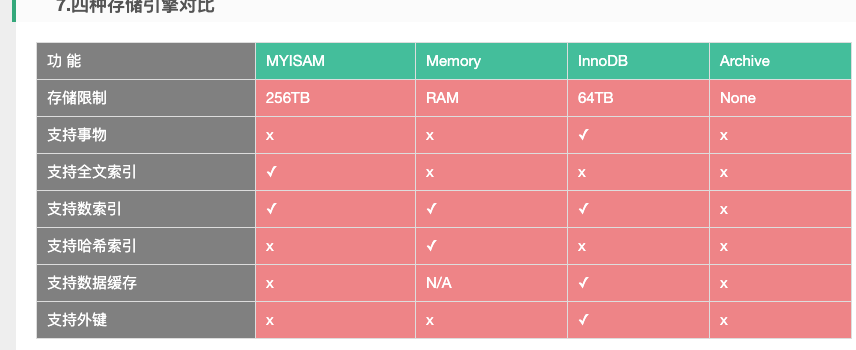 7.四种存储引擎对比
功 能 MYISAM Memory InnoDB Archive
存储限制 256TB RAM 64TB None
支持事物 x x ✓ x
支持全文索引 ✓ x x x
支持数索引 ✓ ✓ ✓ x
支持哈希索引 x ✓ x x
支持数据缓存 x N/A ✓ x
支持外键 x x ✓ x